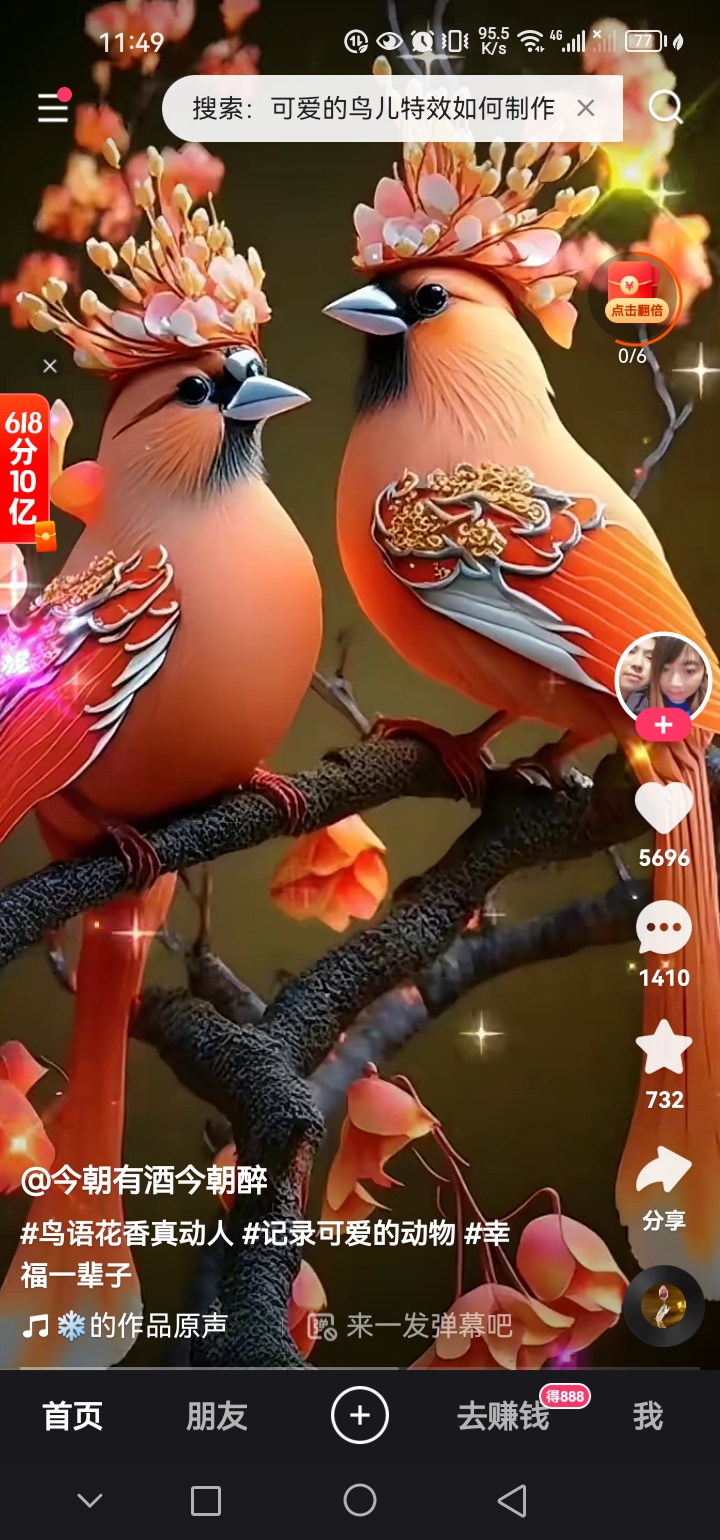 11:49
95.5
K/s
4G
77
搜索：可爱的鸟儿特效如何制作
点击翻倍
0/6
618
分
10
亿
5696
1410
732
分享
@今朝有酒今朝醉
#鸟语花香真动人 #记录可爱的动物 #幸
福一辈子
的作品原声
弹 来一发弹幕吧
首页
朋友
去赚钱
得888
我